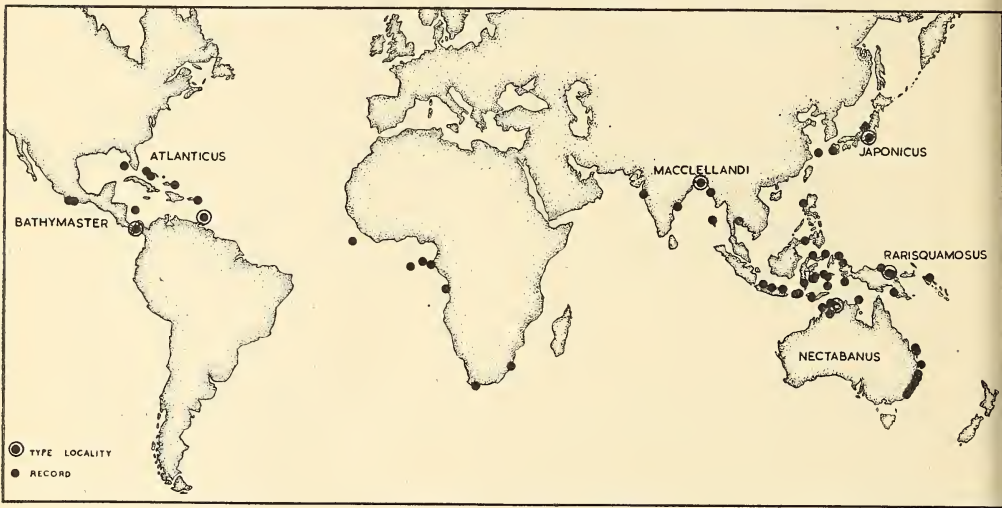 ATLANTICUS
BATHYMASTER
MACCLELLANDI
JAPONICUS
RARISQUAMOSUS
NECTABANUS
TYPE LOCALITY
RECORD